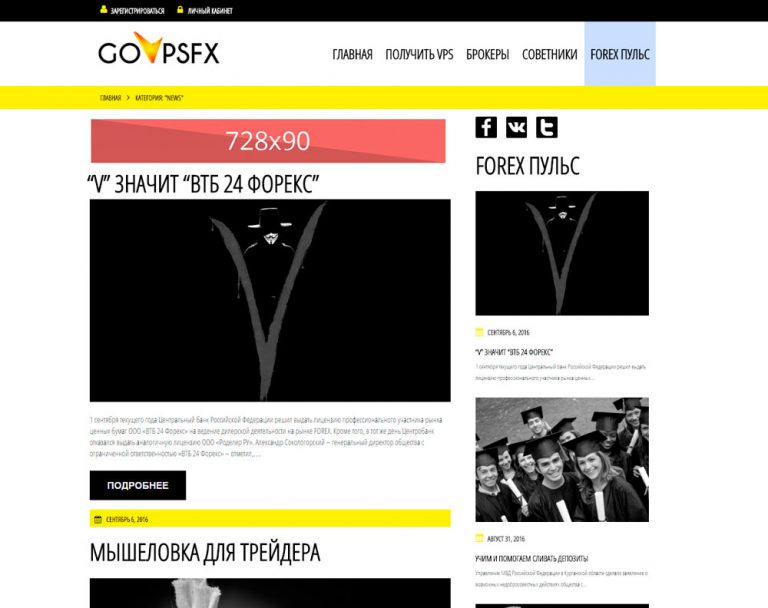 ЗАРЕГИСТРИРОВАТЬСЯ ЛИЧНЫЙ КАБИНЕТ
GOVPSFX
ГЛАВНАЯ ПОЛУЧИТЬ VPS БРОКЕРЫ СОВЕТНИКИ FOREX ПУЛЬС
ГЛАВНАЯ > КАТЕГОРИЯ: "NEWS"
728x90
“V” ЗНАЧИТ “ВТБ 24 ФОРЕКС”
1 сентября текущего года Центральный банк Российской Федерации решил выдать лицензию профессионального участника рынка
ценных бумаг ООО «ВТБ 24 Форекс» на ведение дилерской деятельности на рынке FOREX. Кроме того, в тот же день Центробанк
отказался выдать аналогичную лицензию ООО «Роделер РУ». Александр Сокологорский – генеральный директор общества с
ограниченной ответственностью «ВТБ 24 Форекс» – отметил,....
ПОДРОБНЕЕ
СЕНТЯБРЬ 6, 2016
МЫШЕЛОВКА ДЛЯ ТРЕЙДЕРА
FOREX ПУЛЬС
СЕНТЯБРЬ 6, 2016
“V” ЗНАЧИТ “ВТБ 24 ФОРЕКС”
1 сентября текущего года Центральный банк Российской Федерации решил выдать
лицензию профессионального участника рынка ценных...
АВГУСТ 31, 2016
УЧИМ И ПОМОГАЕМ СЛИВАТЬ ДЕПОЗИТЫ
Управление МВД Российской Федерации в Курганской области сделало заявление о
возможных недобросовестных действиях общества с...